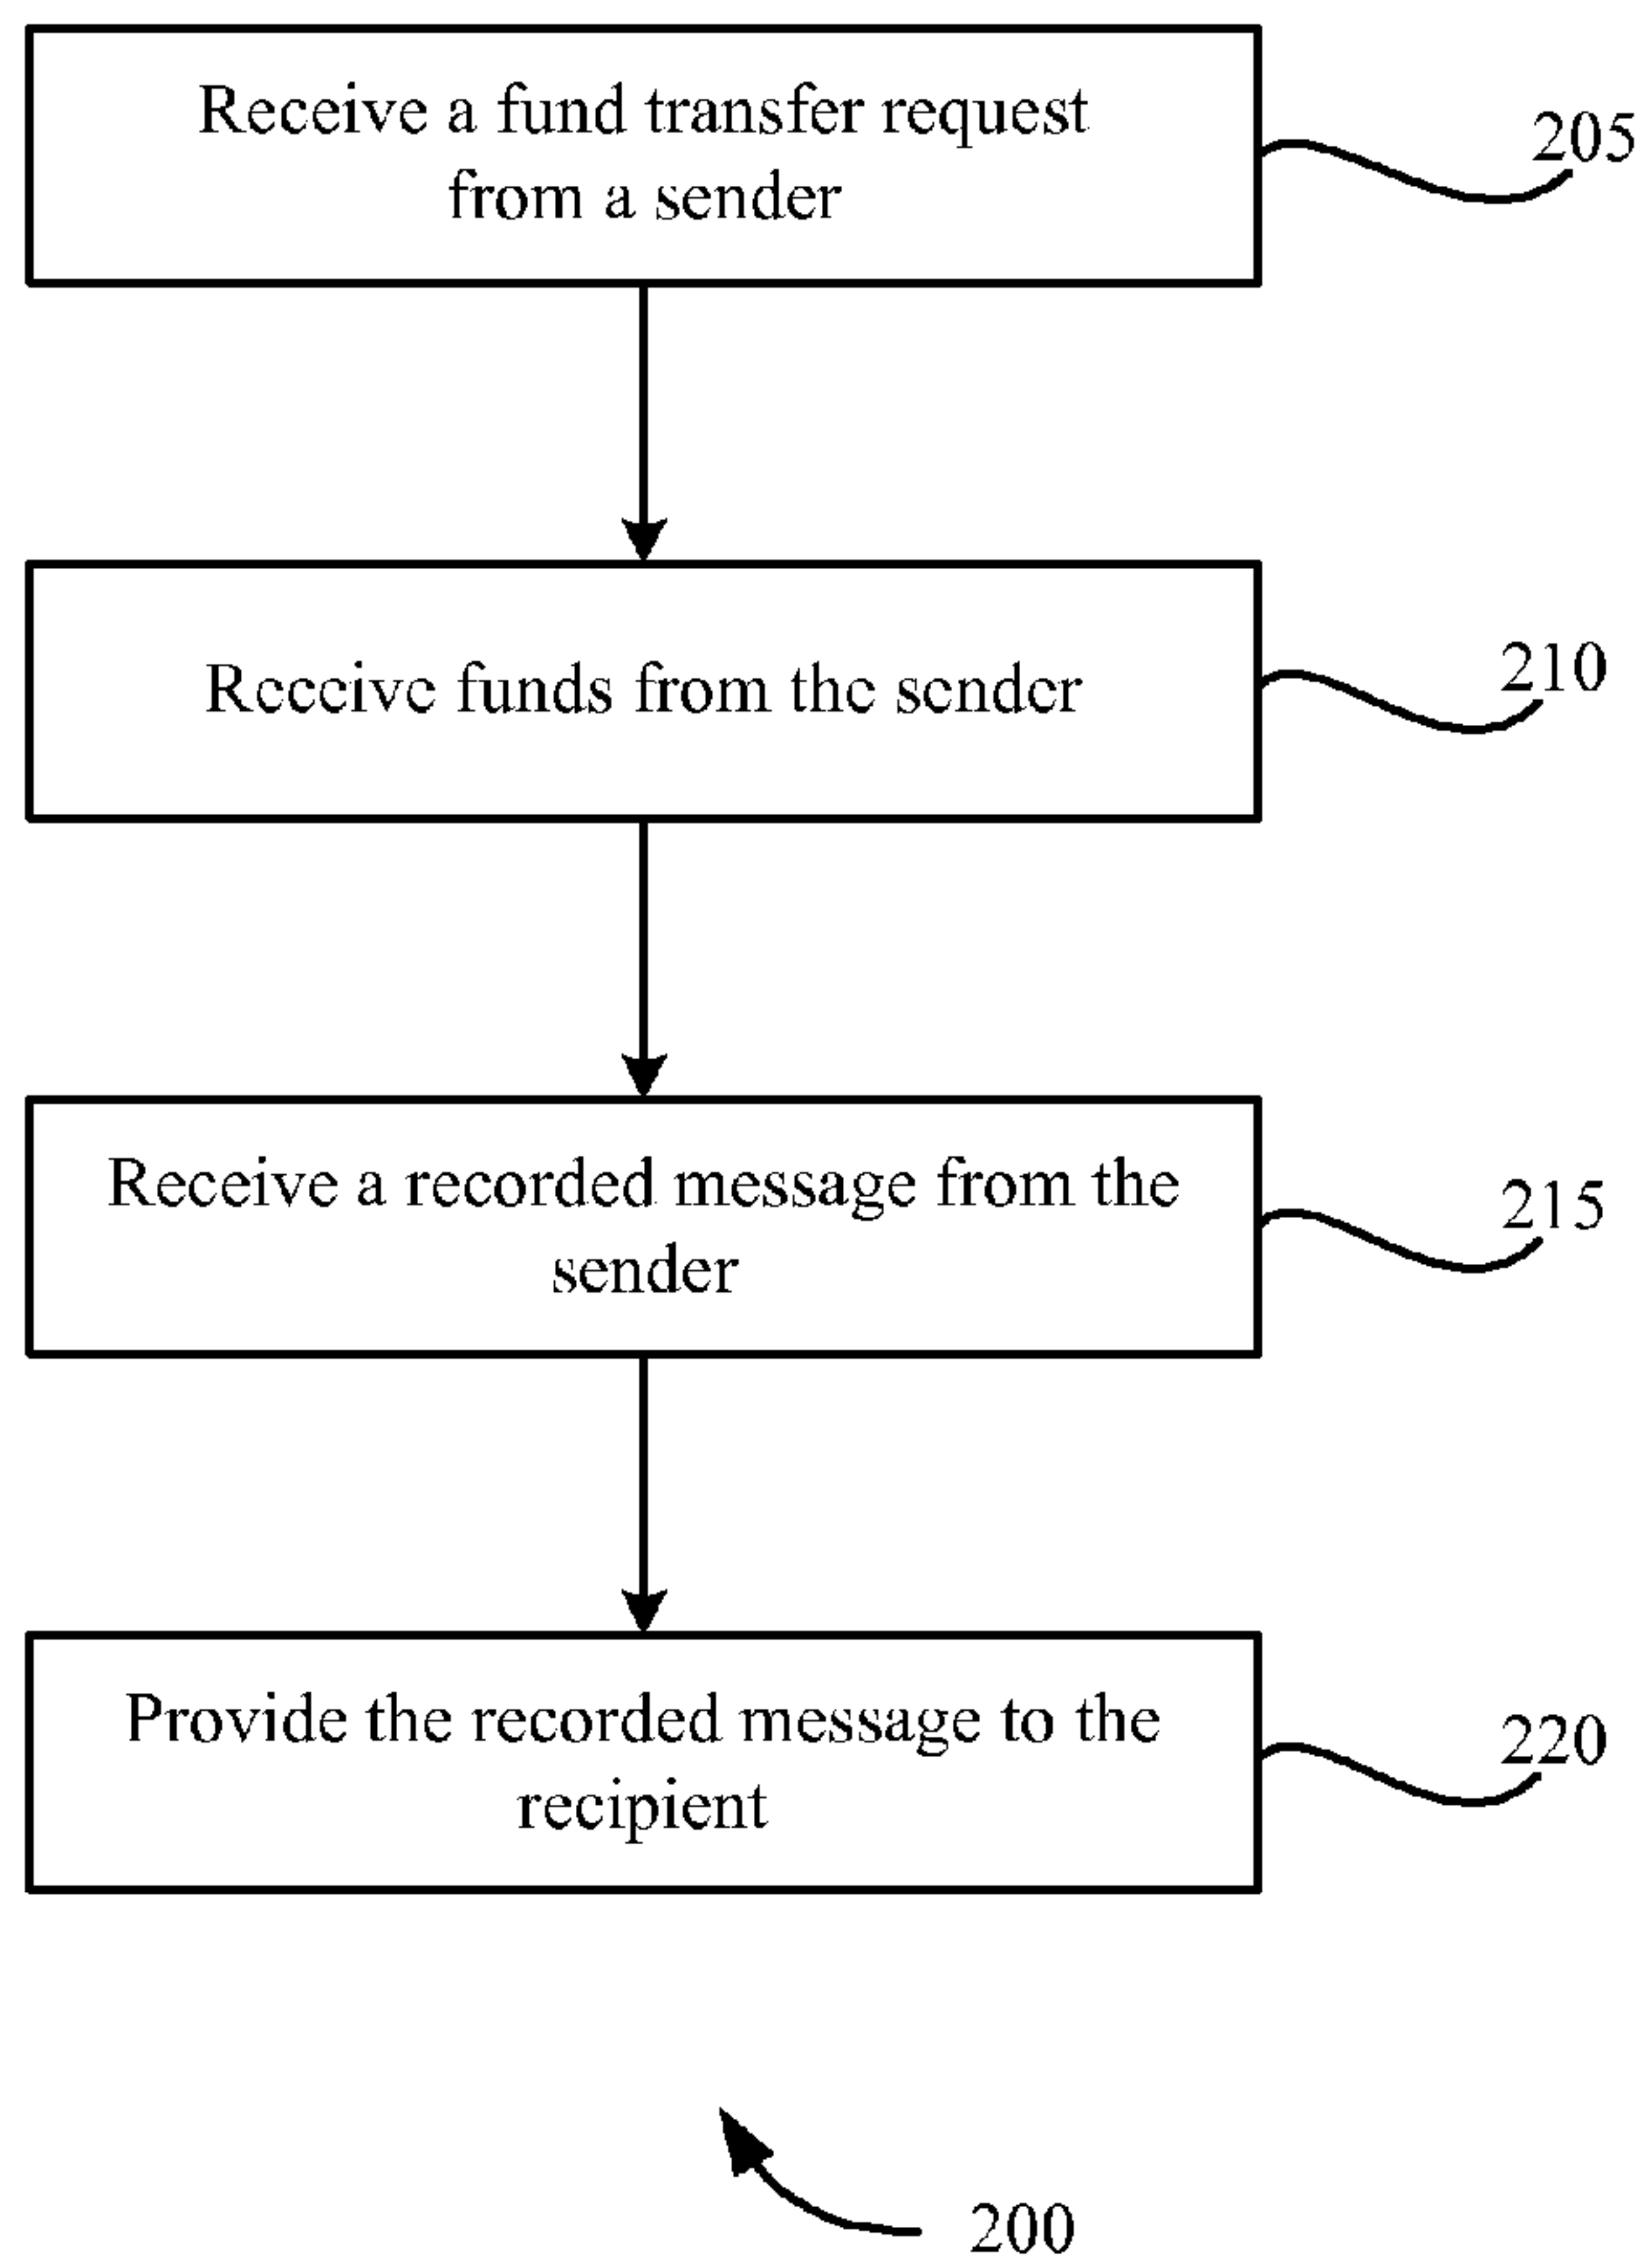 Receive a fund transfer request
from a sender
205
Receive funds from the sender
210
Receive a recorded message from the
sender
215
Provide the recorded message to the
recipient
220
200